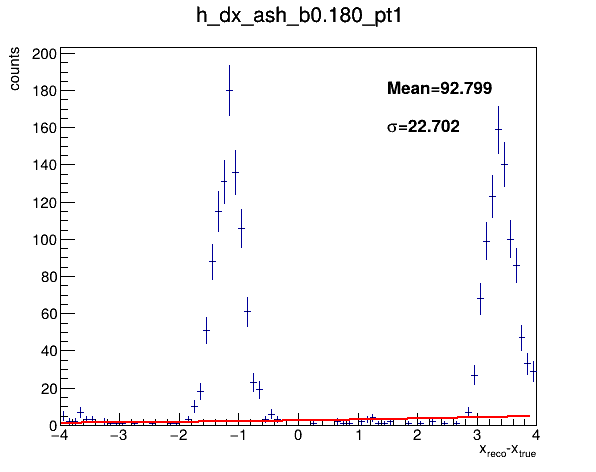 h_dx_ash_b0.180_pt1
counts
Mean=92.799
σ=22.702
200
180
160
140
120
100
80
60
40
20
0
−4 −3 −2 −1 0 1 2 3 4
x_reco-x_true